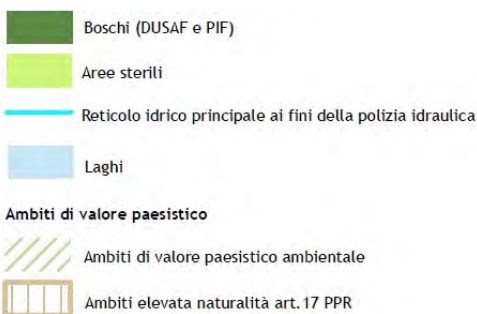 Boschi (DUSAF e PIF)
Aree sterili
Reticolo idrico principale ai fini della polizia idraulica
Laghi
Ambiti di valore paesistico
Ambiti di valore paesistico ambientale
Ambiti elevata naturalità art.17 PPR